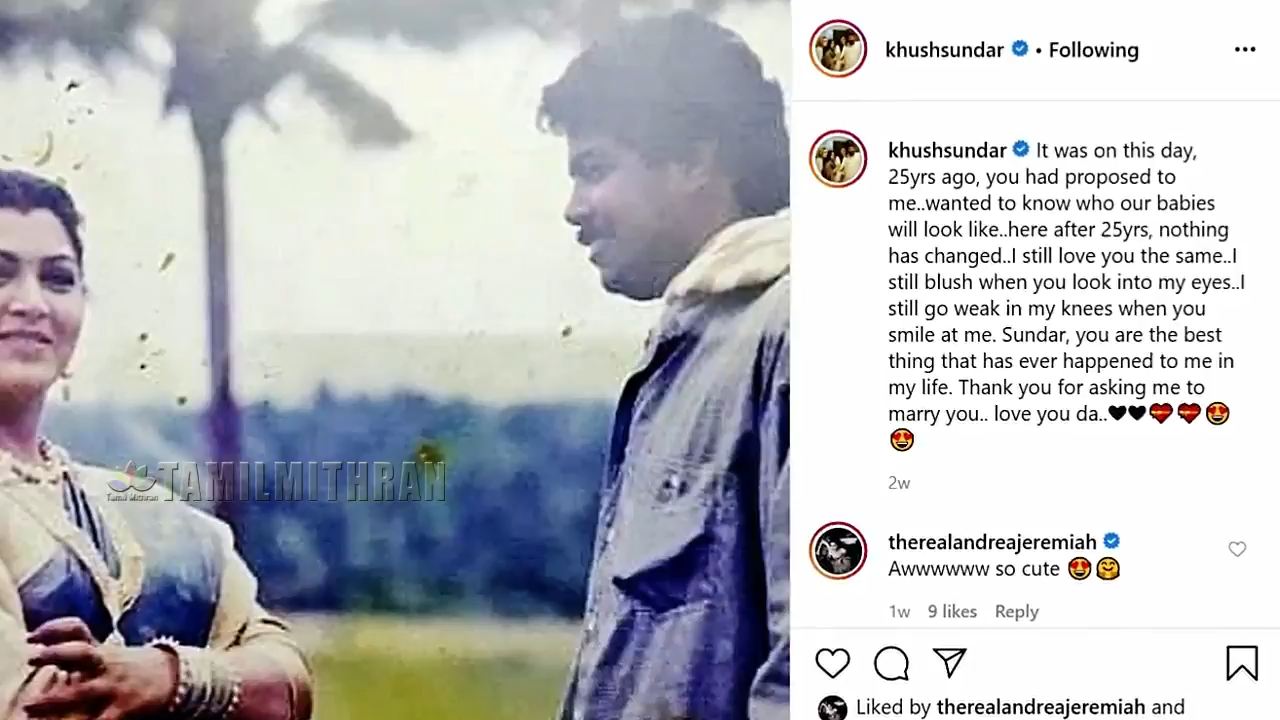 khushsundar • Following
khushsundar It was on this day,
25yrs ago, you had proposed to
me..wanted to know who our babies
will look like..here after 25yrs, nothing
has changed..I still love you the same..I
still blush when you look into my eyes..I
still go weak in my knees when you
smile at me. Sundar, you are the best
thing that has ever happened to me in
my life. Thank you for asking me to
marry you.. love you da..🖤🖤💝💝😍
😍
2w
therealandreajeremiah
Awwwwww so cute 😍🤗
1w 9 likes Reply
Liked by therealandreajeremiah and
Tamil Mithran
TAMILMITHRAN